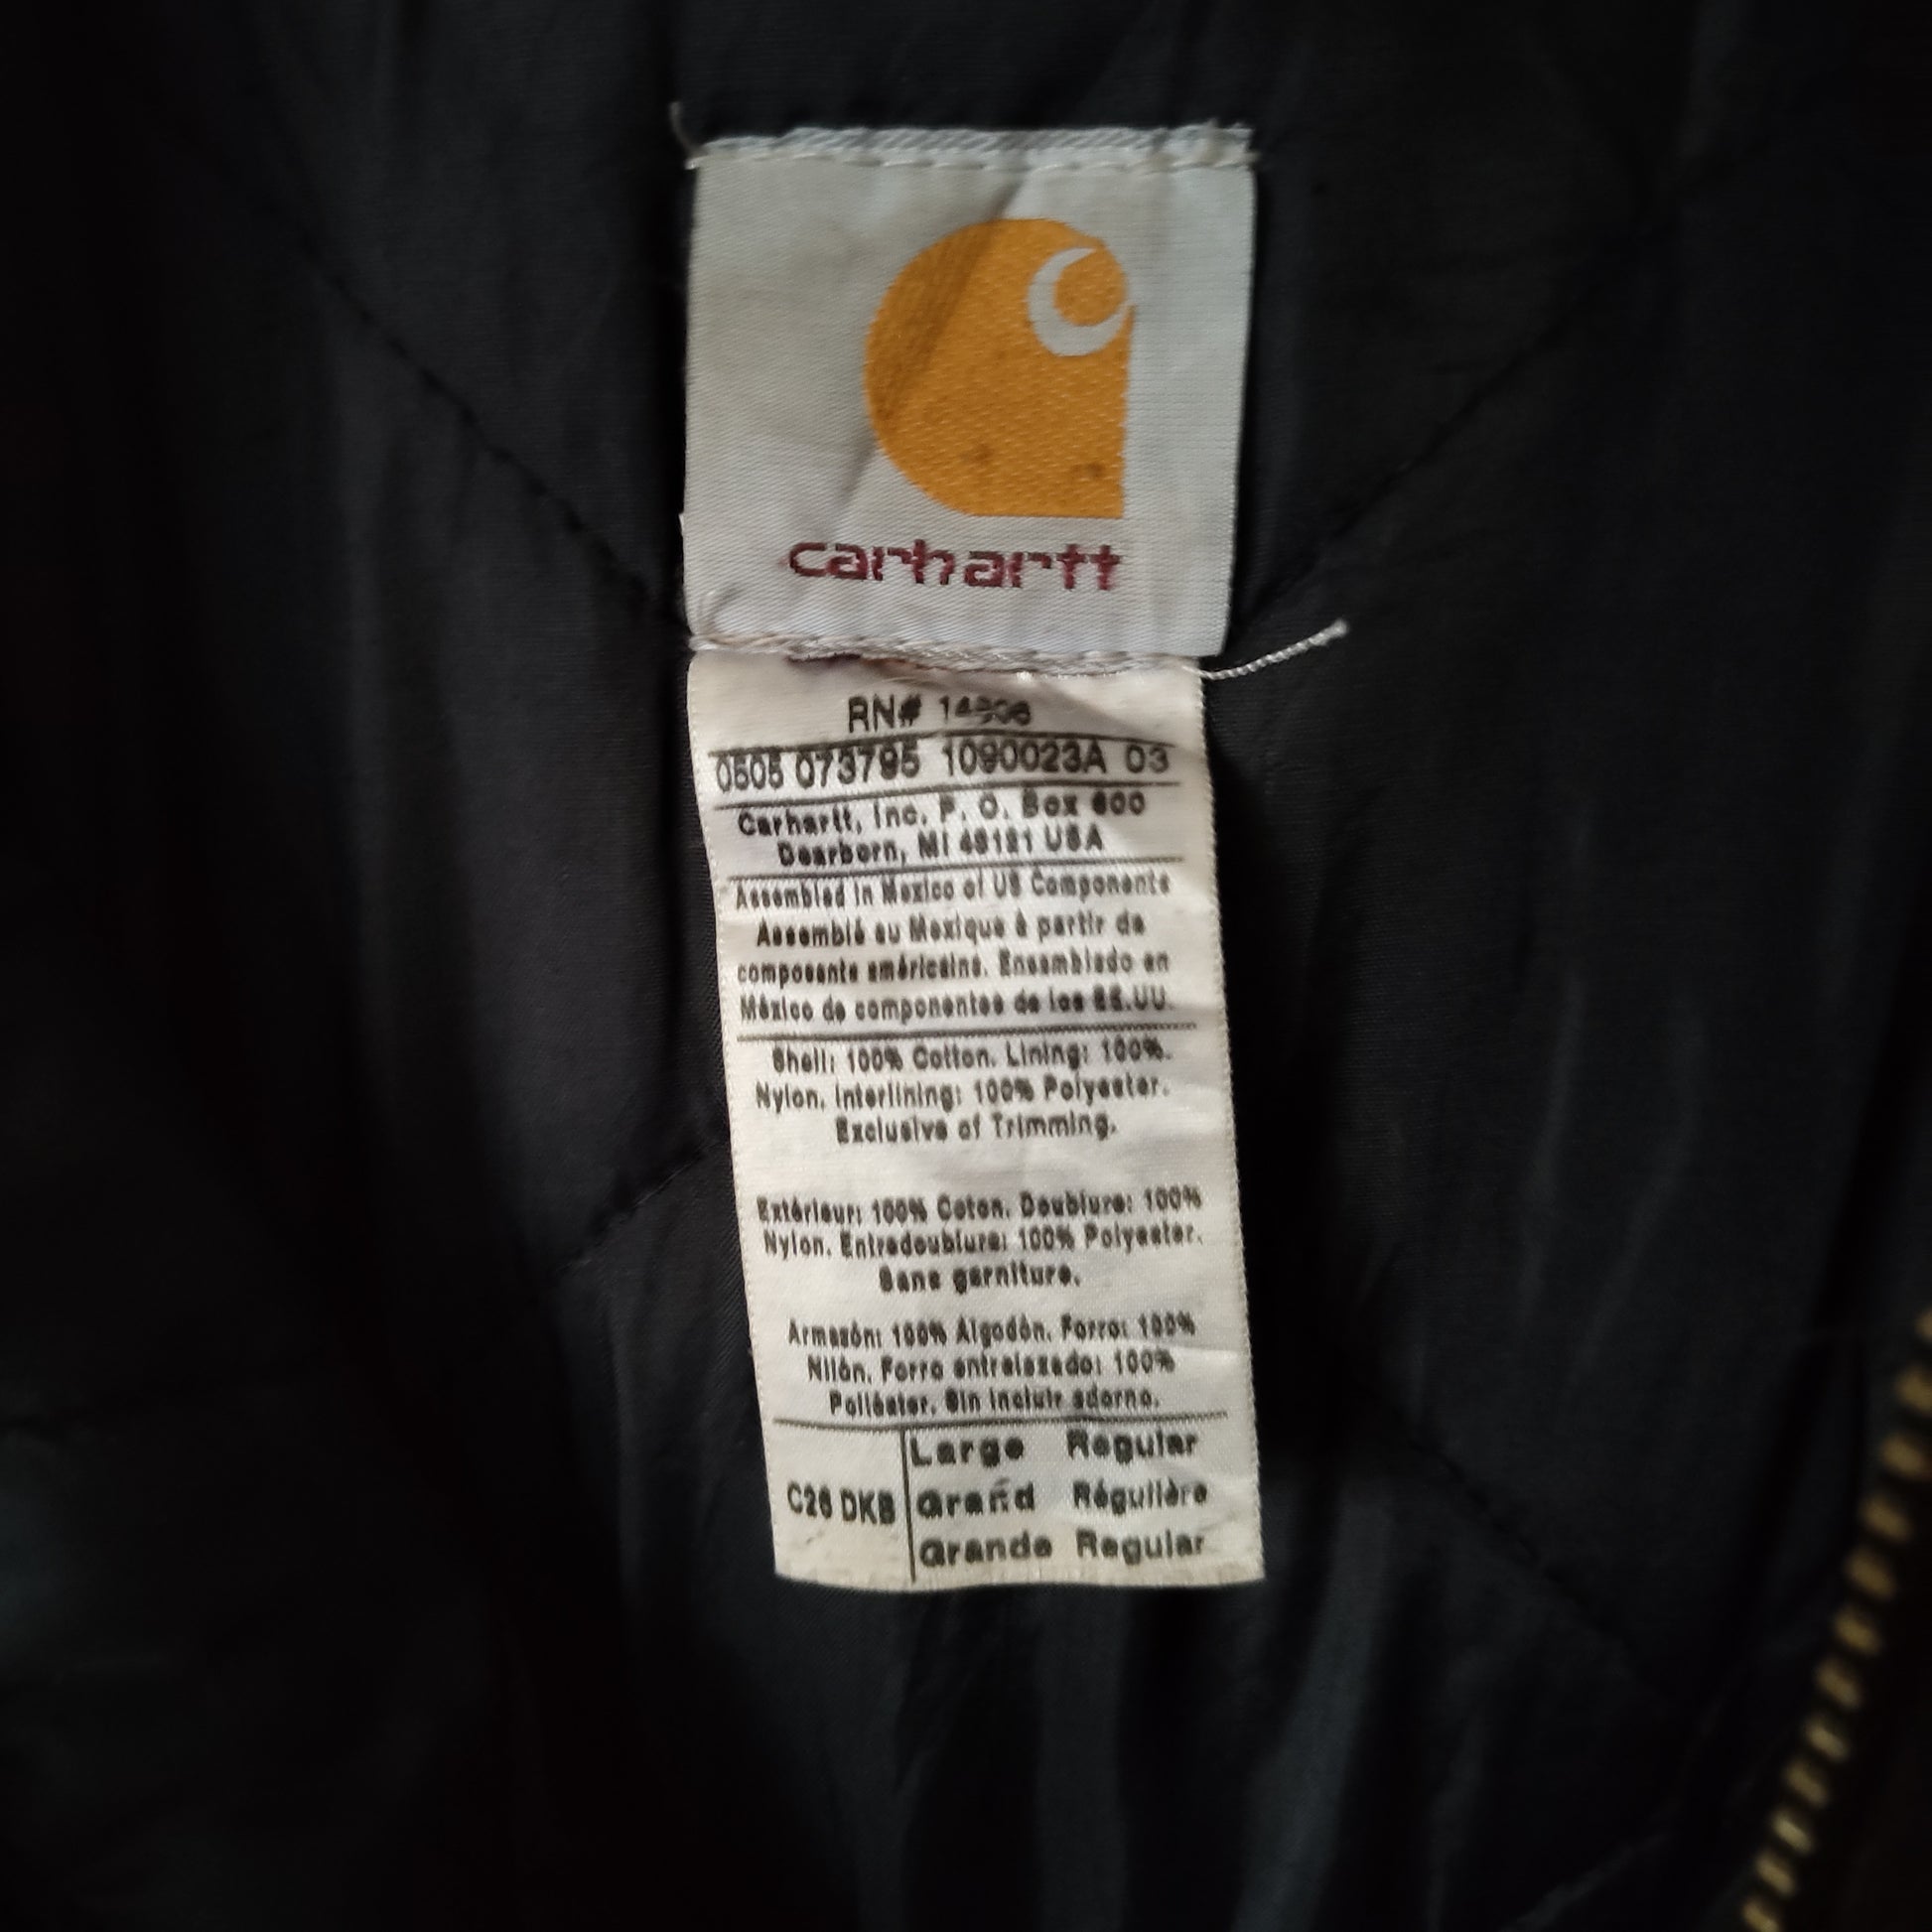 carhartt
RN# 14806
0505 073795 1090023A 03
Carhartt, Inc. P. O. Box 600
Dearborn, MI 48121 USA
Assembled in Mexico of US Components
Assemblé au Mexique à partir de
composants américains. Ensamblado en
México de componentes de los EE.UU.
Shell: 100% Cotton. Lining: 100%.
Nylon. Interlining: 100% Polyester.
Exclusive of Trimming.
Extérieur: 100% Coton. Doublure: 100%
Nylon. Entredoublure: 100% Polyester.
Sans garniture.
Armazón: 100% Algodón. Forro: 100%
Nilón. Forro entrelazado: 100%
Poliéster. Sin incluir adorno.
C26 DKB
Large Regular
Grand Régulière
Grande Regular